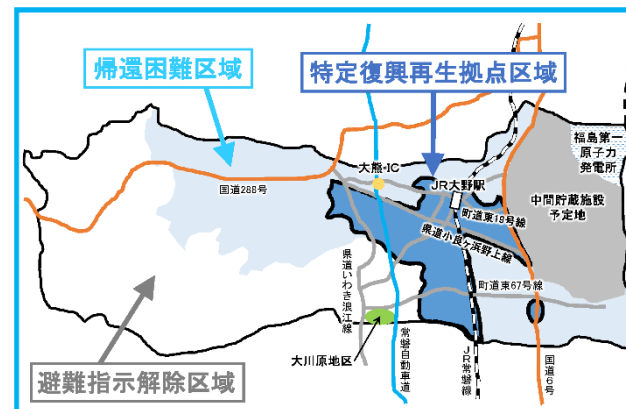 帰還困難区域
特定復興再生拠点区域
福島第一
原子力
発電所
大熊IC
JR大野駅
国道288号
中間貯蔵施設
予定地
町道東18号線
県道小良ヶ浜野上線
県道いわき浪江線
町道東67号線
大川原地区
常磐自動車道
JR常磐線
国道6号
避難指示解除区域